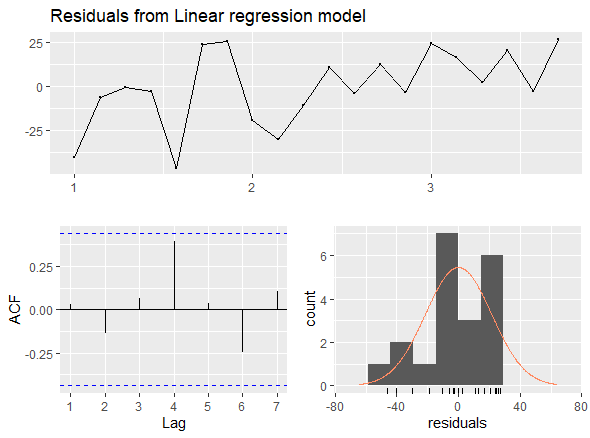 Residuals from Linear regression model
25
0
-25
1
2
3
0.25
0.00
-0.25
ACF
1 2 3 4 5 6 7
Lag
6
4
2
0
count
-80 -40 0 40 80
residuals